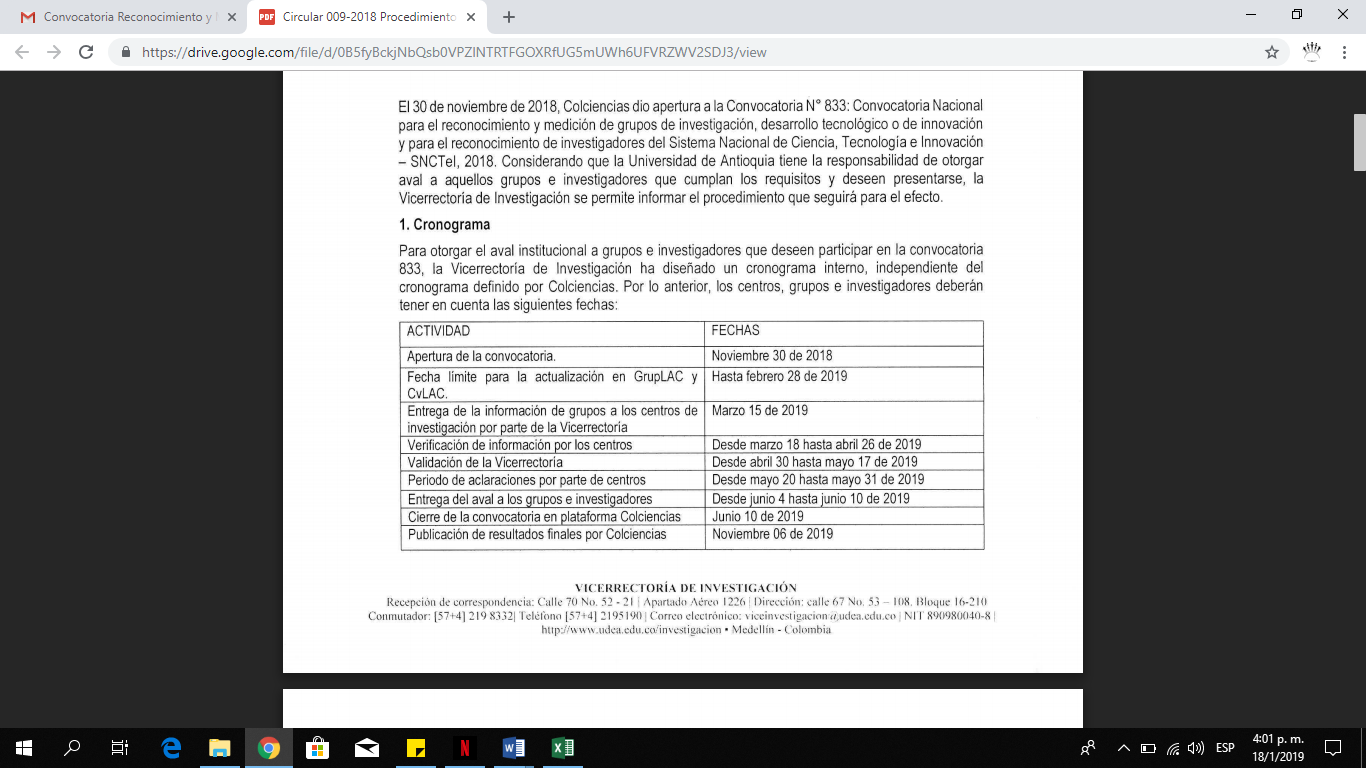 Convocatoria Reconocimiento y
Circular 009-2018 Procedimiento
https://drive.google.com/file/d/0B5fyBckjNbQsb0VPZINTRTFGOXRfUG5mUWh6UFVRZWV2SDJ3/view
El 30 de noviembre de 2018, Colciencias dio apertura a la Convocatoria N° 833: Convocatoria Nacional
para el reconocimiento y medición de grupos de investigación, desarrollo tecnológico o de innovación
y para el reconocimiento de investigadores del Sistema Nacional de Ciencia, Tecnología e Innovación
– SNCTeI, 2018. Considerando que la Universidad de Antioquia tiene la responsabilidad de otorgar
aval a aquellos grupos e investigadores que cumplan los requisitos y deseen presentarse, la
Vicerrectoría de Investigación se permite informar el procedimiento que seguirá para el efecto.
1. Cronograma
Para otorgar el aval institucional a grupos e investigadores que deseen participar en la convocatoria
833, la Vicerrectoría de Investigación ha diseñado un cronograma interno, independiente del
cronograma definido por Colciencias. Por lo anterior, los centros, grupos e investigadores deberán
tener en cuenta las siguientes fechas:
ACTIVIDAD FECHAS
Apertura de la convocatoria. Noviembre 30 de 2018
Fecha límite para la actualización en GrupLAC y Hasta febrero 28 de 2019
CvLAC.
Entrega de la información de grupos a los centros de Marzo 15 de 2019
investigación por parte de la Vicerrectoría
Verificación de información por los centros Desde marzo 18 hasta abril 26 de 2019
Validación de la Vicerrectoría Desde abril 30 hasta mayo 17 de 2019
Periodo de aclaraciones por parte de centros Desde mayo 20 hasta mayo 31 de 2019
Entrega del aval a los grupos e investigadores Desde junio 4 hasta junio 10 de 2019
Cierre de la convocatoria en plataforma Colciencias Junio 10 de 2019
Publicación de resultados finales por Colciencias Noviembre 06 de 2019
VICERRECTORÍA DE INVESTIGACIÓN
Recepción de correspondencia: Calle 70 No. 52 - 21 | Apartado Aéreo 1226 | Dirección: calle 67 No. 53 – 108. Bloque 16-210
Conmutador: [57+4] 219 8332| Teléfono [57+4] 2195190 | Correo electrónico: viceinvestigacion@udea.edu.co | NIT 890980040-8 |
http://www.udea.edu.co/investigacion • Medellín - Colombia
ESP
4:01 p. m.
18/1/2019